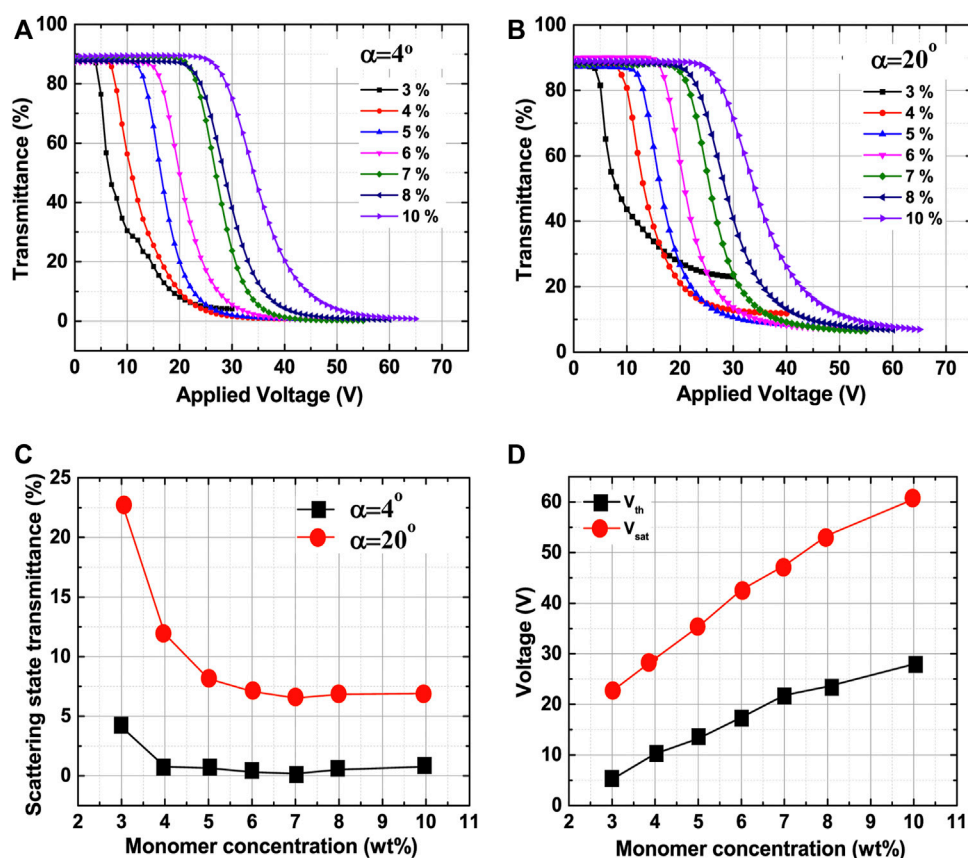 A
α=4°
3 %
4 %
5 %
6 %
7 %
8 %
10 %
Transmittance (%)
100
80
60
40
20
0
0 10 20 30 40 50 60 70
Applied Voltage (V)
B
α=20°
3 %
4 %
5 %
6 %
7 %
8 %
10 %
Transmittance (%)
100
80
60
40
20
0
0 10 20 30 40 50 60 70
Applied Voltage (V)
C
α=4°
α=20°
Scattering state transmittance (%)
25
20
15
10
5
0
2 3 4 5 6 7 8 9 10 11
Monomer concentration (wt%)
D
Vth
Vsat
Voltage (V)
60
50
40
30
20
10
0
2 3 4 5 6 7 8 9 10 11
Monomer concentration (wt%)